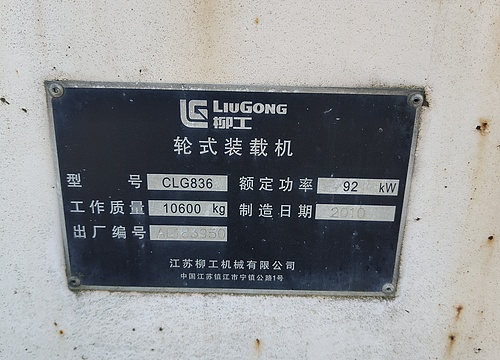 LIUGONG
柳工
轮式装载机
型 号 CLG836 额定功率 92 kW
工作质量 10600 kg 制造日期 2010
出厂编号
江苏柳工机械有限公司
中国江苏镇江市宁镇公路1号